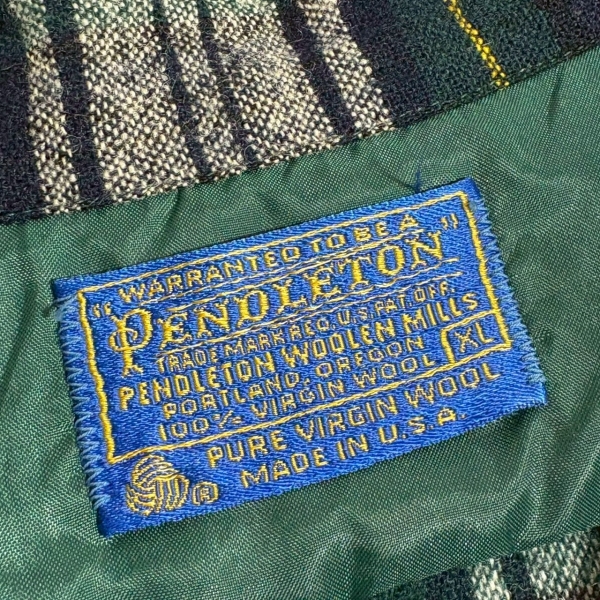 "WARRANTED TO BE A
PENDLETON"
TRADE MARK REG. U.S. PAT. OFF.
PENDLETON WOOLEN MILLS
PORTLAND, OREGON
100% VIRGIN WOOL
XL
PURE VIRGIN WOOL
MADE IN U.S.A.
®